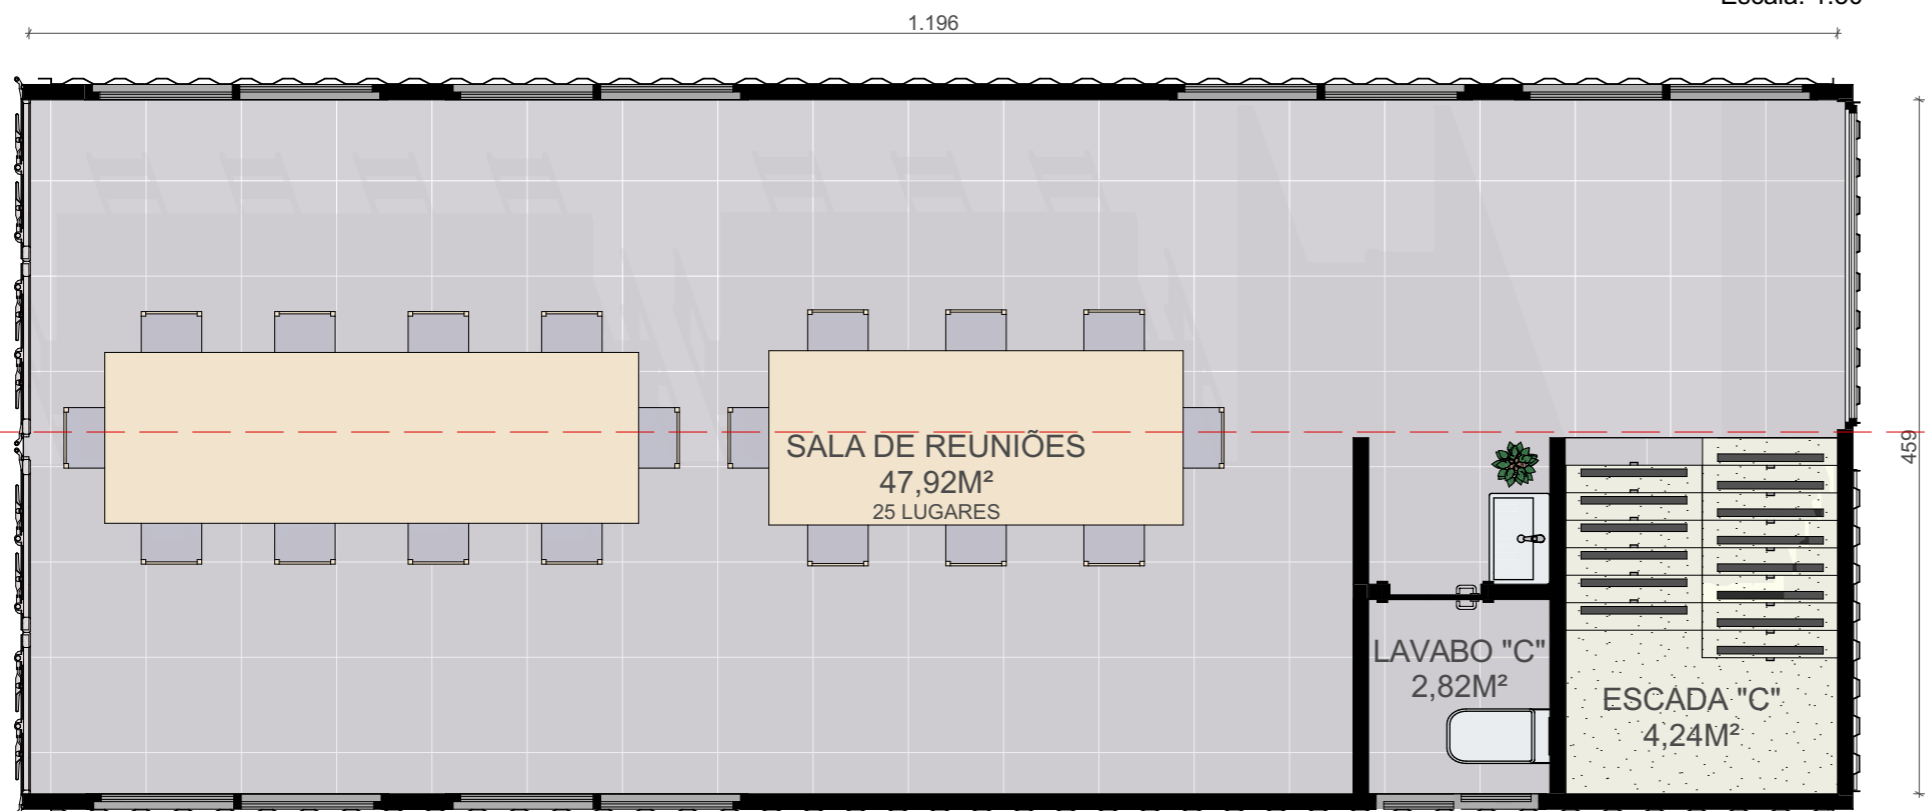 1.196
459
SALA DE REUNIÕES
47,92M²
25 LUGARES
LAVABO "C"
2,82M²
ESCADA "C"
4,24M²